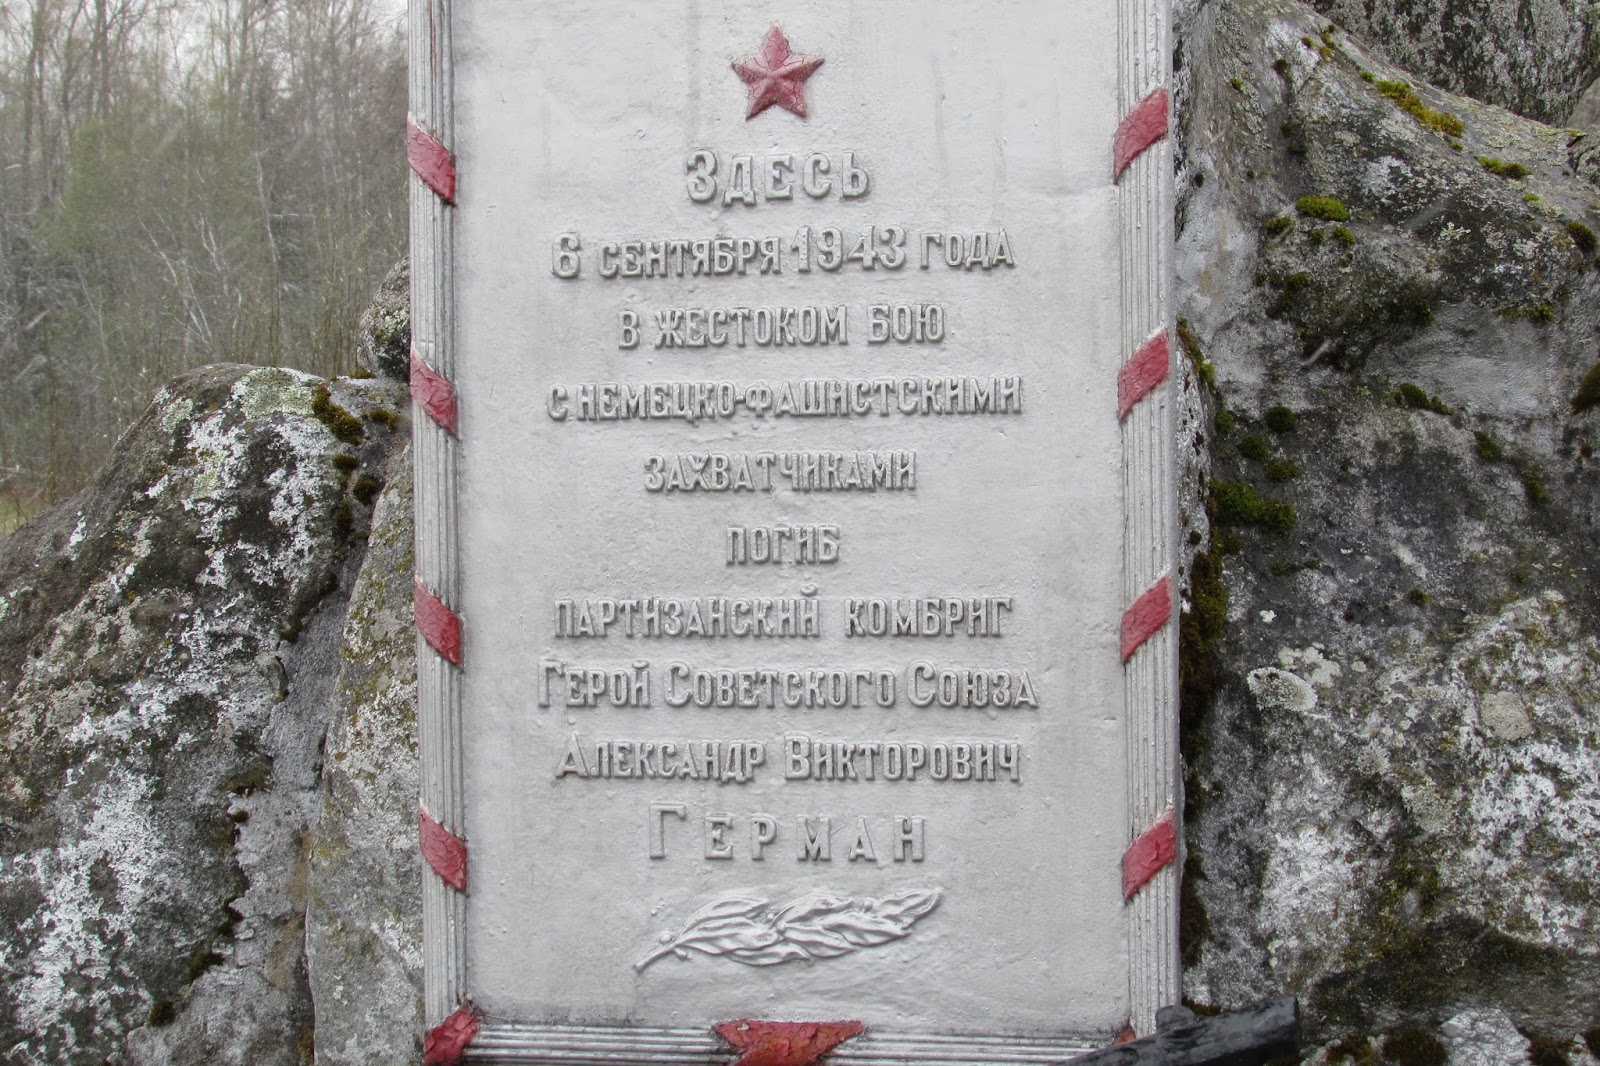 Здесь
6 сентября 1943 года
в жестоком бою
с немецко-фашистскими
захватчиками
погиб
партизанский комбриг
Герой Советского Союза
Александр Викторович
Герман